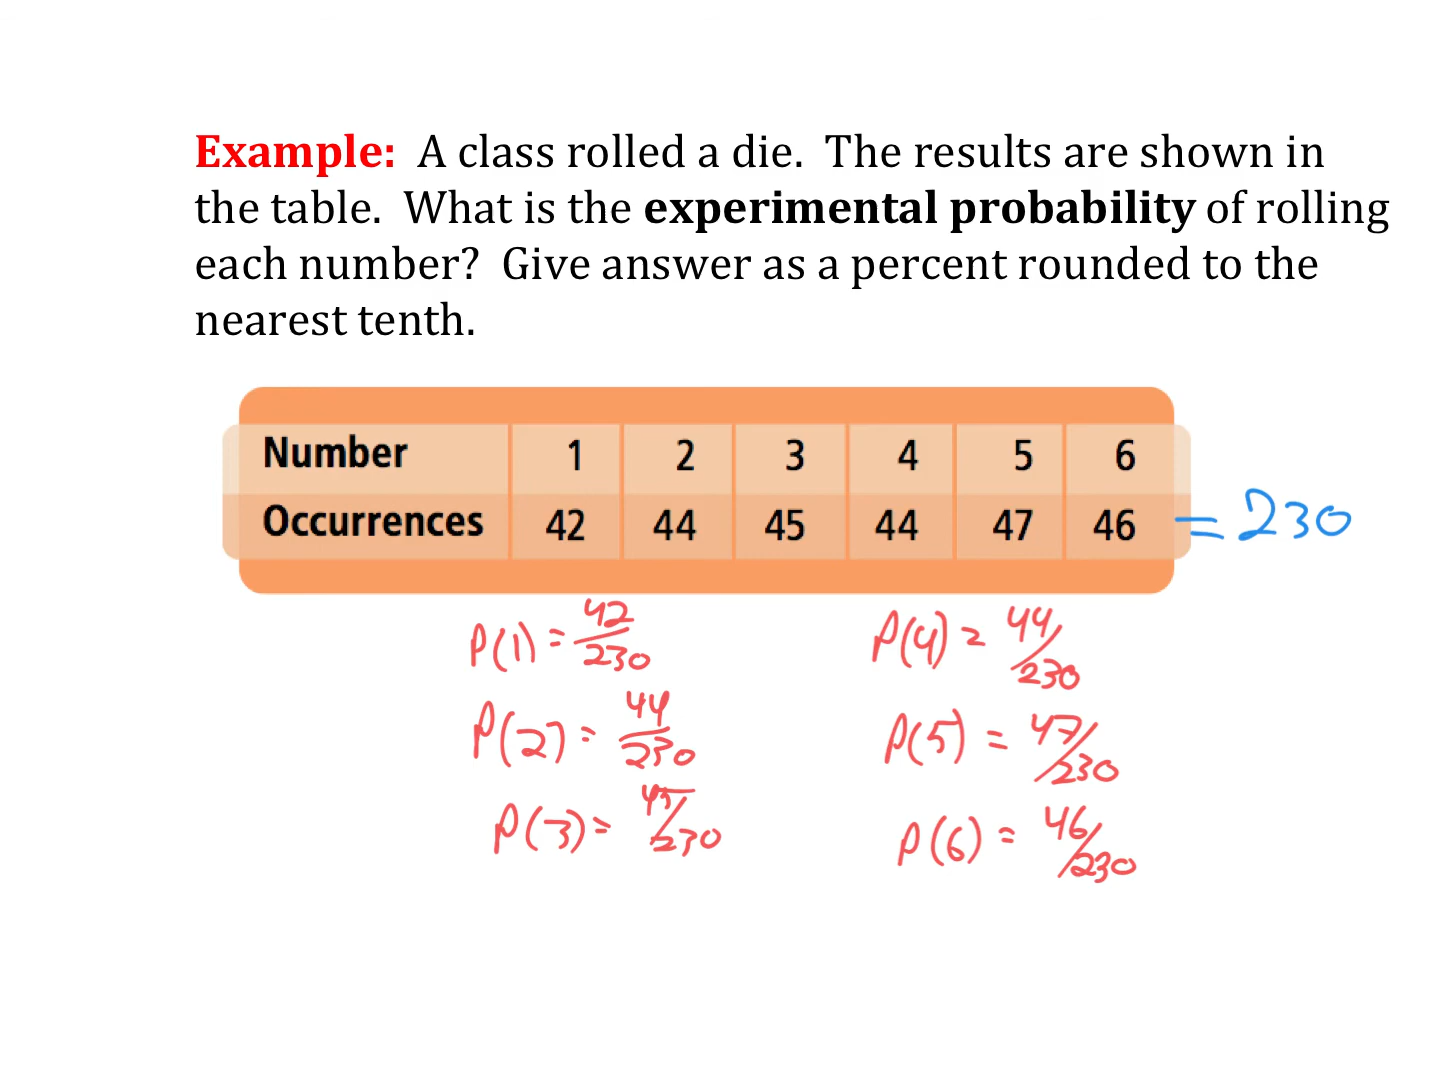 Example: A class rolled a die. The results are shown in
the table. What is the experimental probability of rolling
each number? Give answer as a percent rounded to the
nearest tenth.
Number 1 2 3 4 5 6
Occurrences 42 44 45 44 47 46 = 230
P(1) = 42/230
P(4) = 44/230
P(2) = 44/230
P(5) = 47/230
P(3) = 45/230
P(6) = 46/230